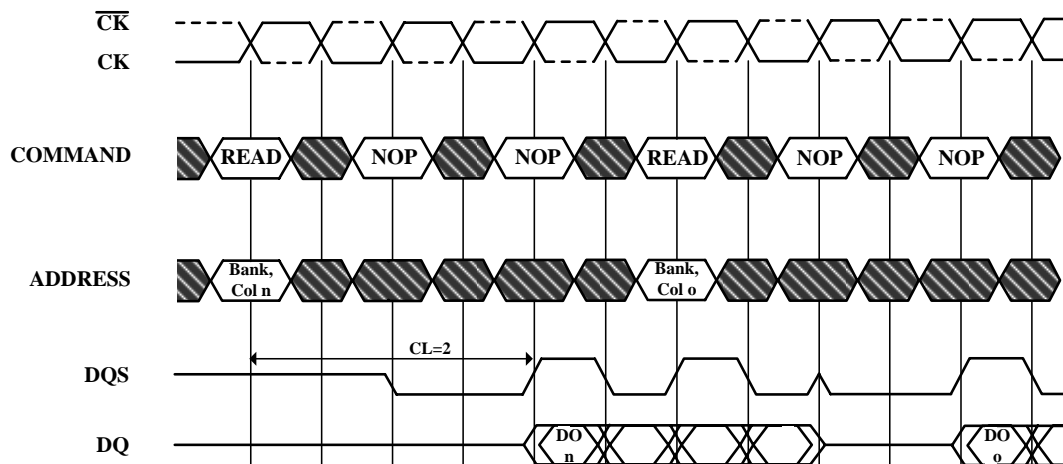 CK
CK
COMMAND
READ
NOP
NOP
READ
NOP
NOP
ADDRESS
Bank,
Col n
Bank,
Col o
CL=2
DQS
DQ
DO
n
DO
o